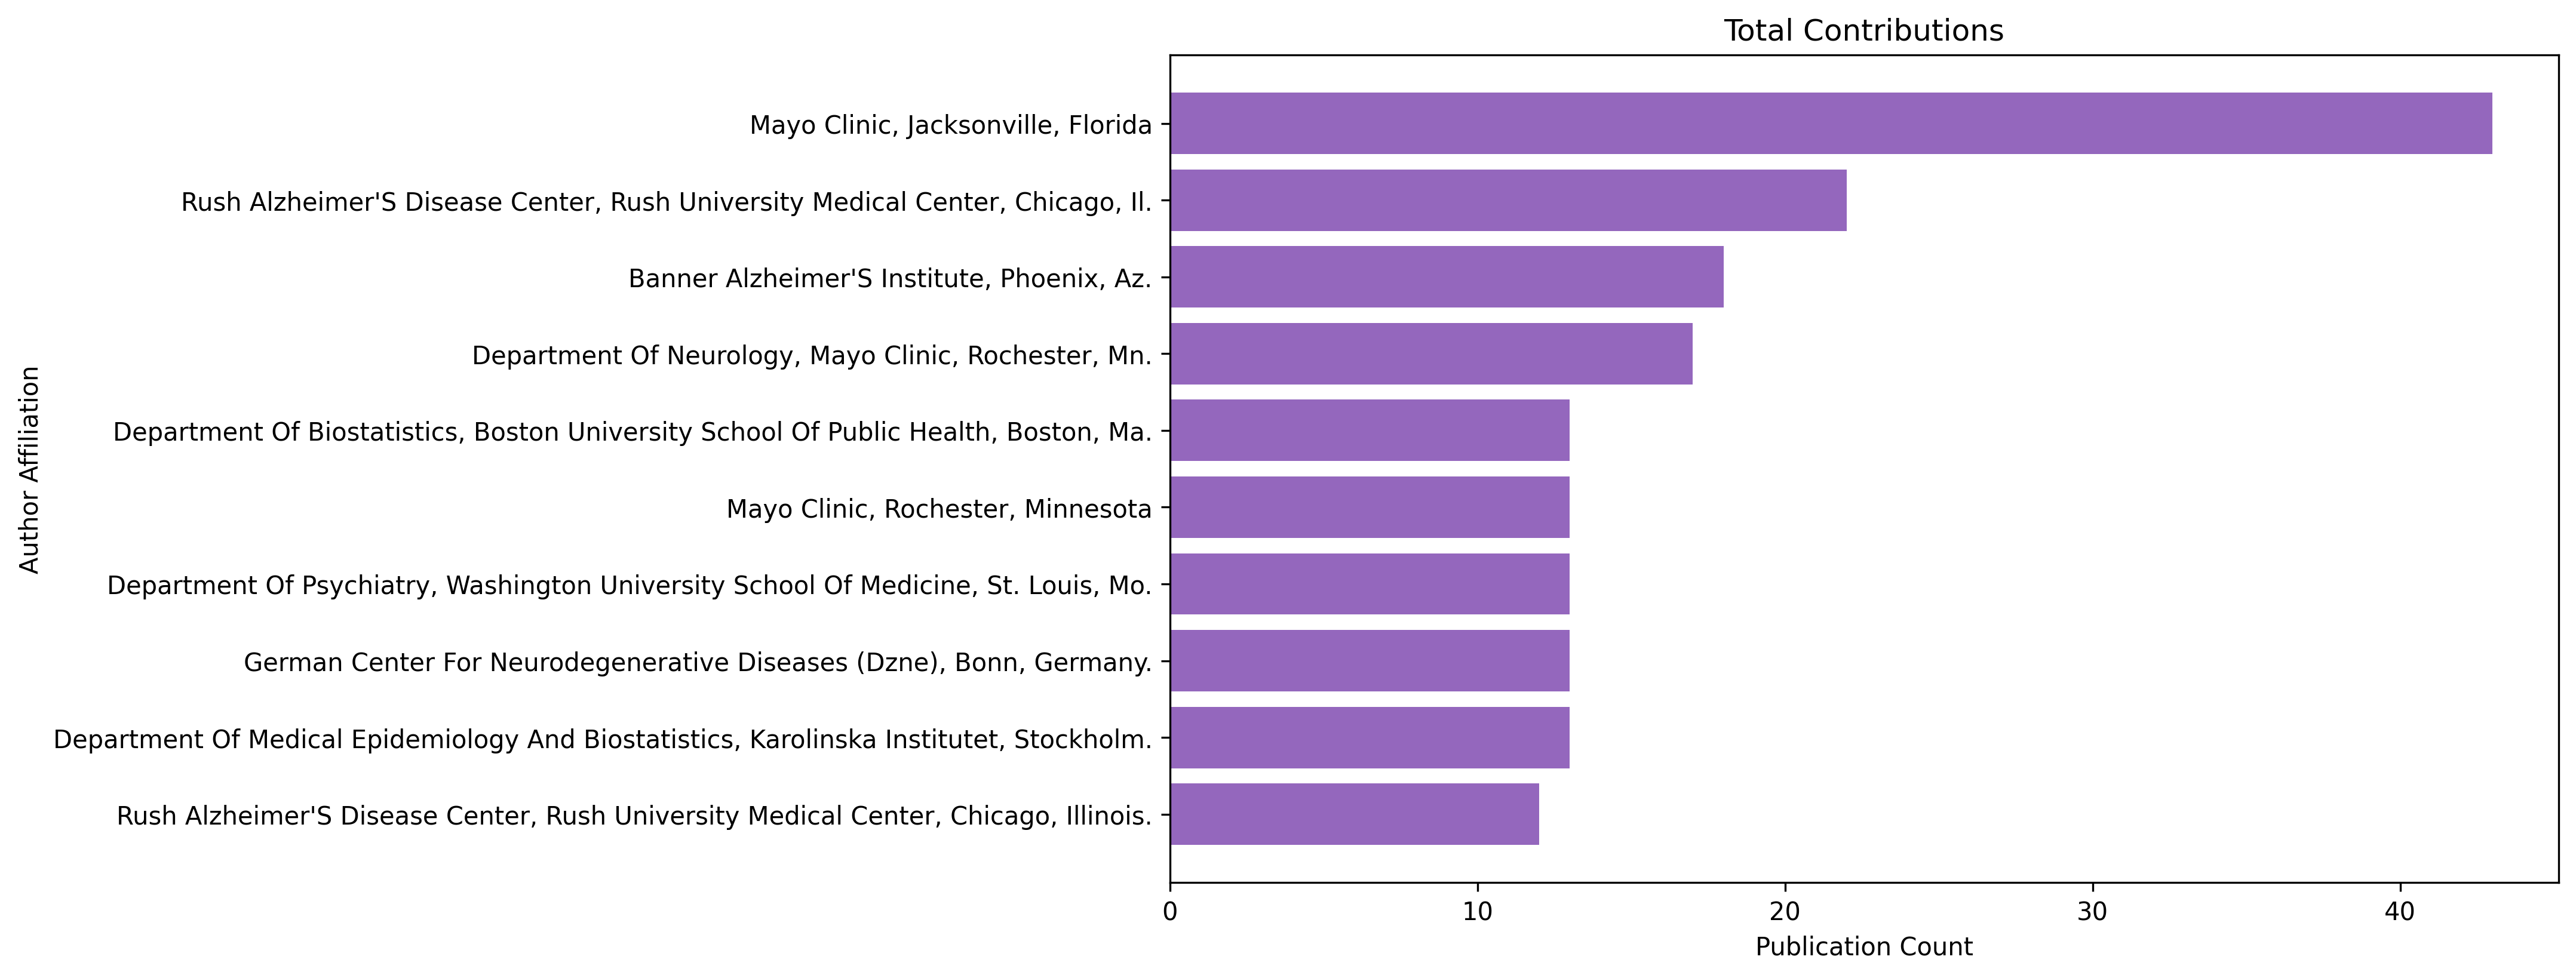 Total Contributions
Author Affiliation
Mayo Clinic, Jacksonville, Florida
Rush Alzheimer'S Disease Center, Rush University Medical Center, Chicago, Il.
Banner Alzheimer'S Institute, Phoenix, Az.
Department Of Neurology, Mayo Clinic, Rochester, Mn.
Department Of Biostatistics, Boston University School Of Public Health, Boston, Ma.
Mayo Clinic, Rochester, Minnesota
Department Of Psychiatry, Washington University School Of Medicine, St. Louis, Mo.
German Center For Neurodegenerative Diseases (Dzne), Bonn, Germany.
Department Of Medical Epidemiology And Biostatistics, Karolinska Institutet, Stockholm.
Rush Alzheimer'S Disease Center, Rush University Medical Center, Chicago, Illinois.
0 10 20 30 40
Publication Count